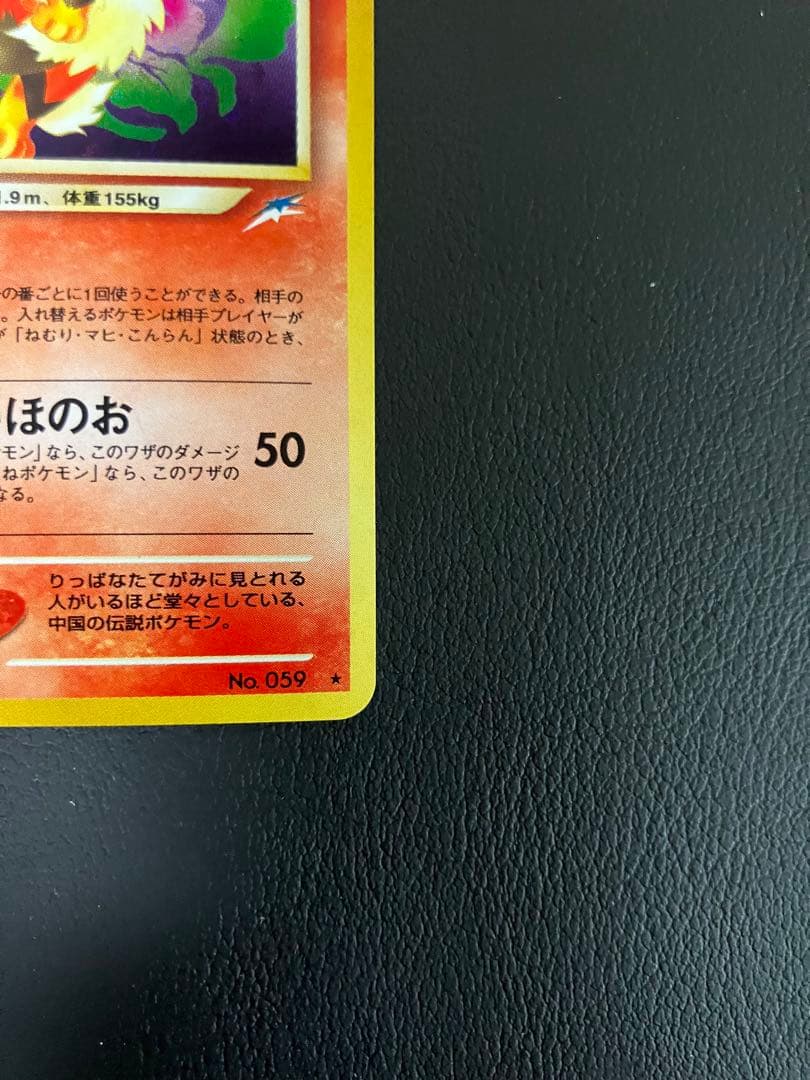 1.9m、体重155kg
の番ごとに1回使うことができる。相手の
。入れ替えるポケモンは相手プレイヤーが
「ねむり・マヒ・こんらん」状態のとき、
ほのお
モン」なら、このワザのダメージ
50
ねポケモン」なら、このワザの
なる。
りっぱなたてがみに見とれる
人がいるほど堂々としている、
中国の伝説ポケモン。
No. 059 ★